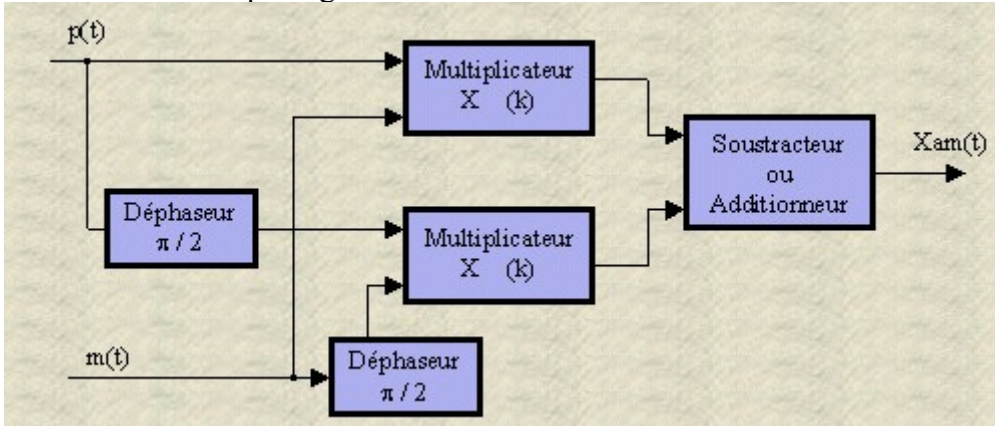 p(t)
Multiplicateur
X (k)
Soustracteur
ou
Additionneur
Xam(t)
Déphaseur
π / 2
Multiplicateur
X (k)
m(t)
Déphaseur
π / 2